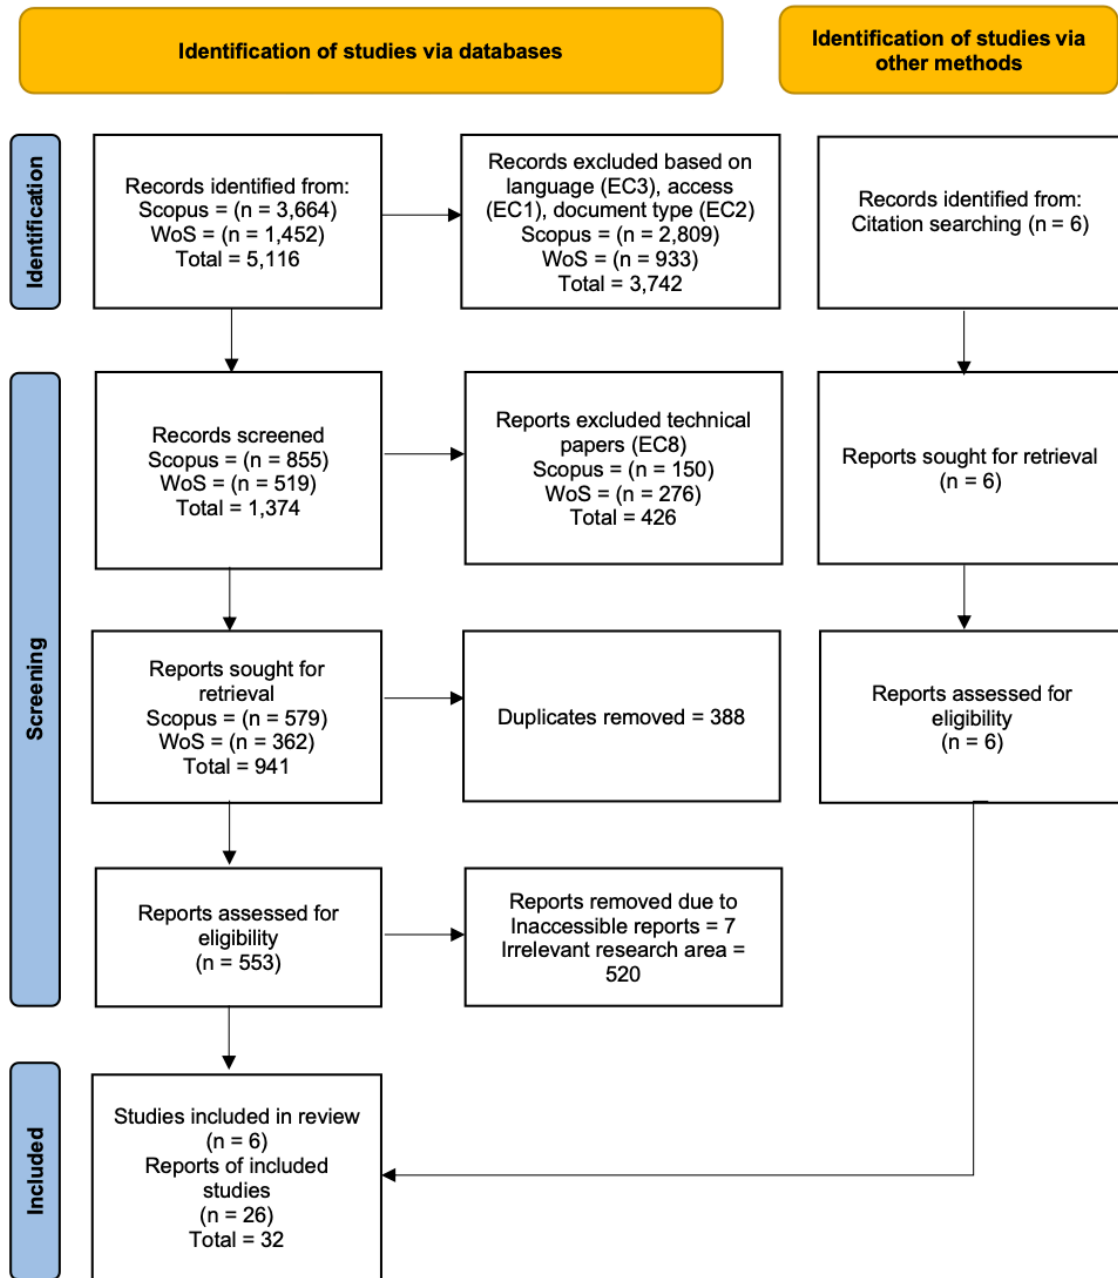 Identification of studies via databases
Identification of studies via
other methods
Identification
Records identified from:
Scopus = (n = 3,664)
WoS = (n = 1,452)
Total = 5,116
Records excluded based on
language (EC3), access
(EC1), document type (EC2)
Scopus = (n = 2,809)
WoS = (n = 933)
Total = 3,742
Records identified from:
Citation searching (n = 6)
Screening
Records screened
Scopus = (n = 855)
WoS = (n = 519)
Total = 1,374
Reports excluded technical
papers (EC8)
Scopus = (n = 150)
WoS = (n = 276)
Total = 426
Reports sought for retrieval
(n = 6)
Reports sought for
retrieval
Scopus = (n = 579)
WoS = (n = 362)
Total = 941
Duplicates removed = 388
Reports assessed for
eligibility
(n = 6)
Reports assessed for
eligibility
(n = 553)
Reports removed due to
Inaccessible reports = 7
Irrelevant research area =
520
Included
Studies included in review
(n = 6)
Reports of included
studies
(n = 26)
Total = 32